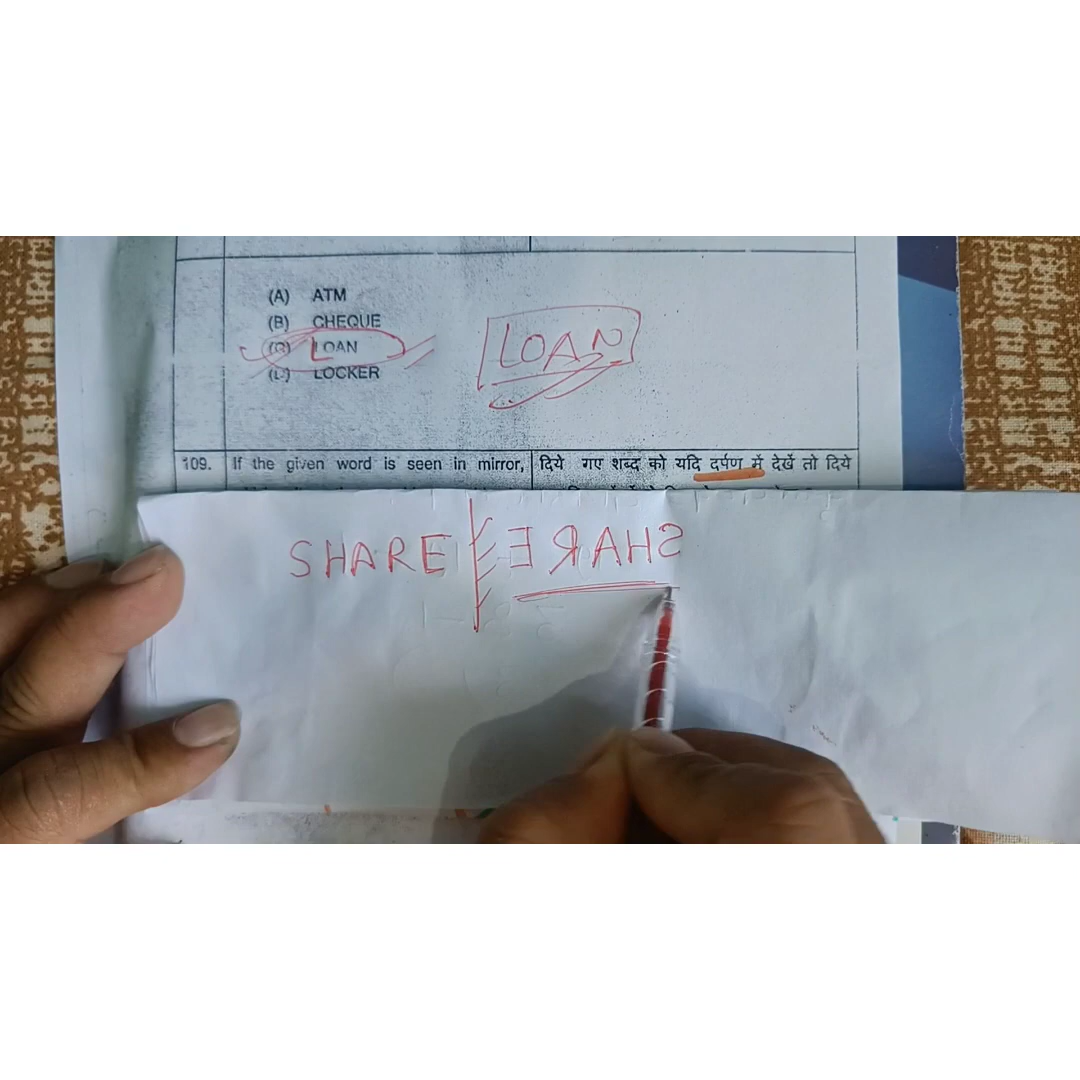 (A) ATM
(B) CHEQUE
(C) LOAN
(D) LOCKER
LOAN
109. If the given word is seen in mirror,
दिये गए शब्द को यदि दर्पण में देखें तो दिये
SHARE ƎЯAHƧ